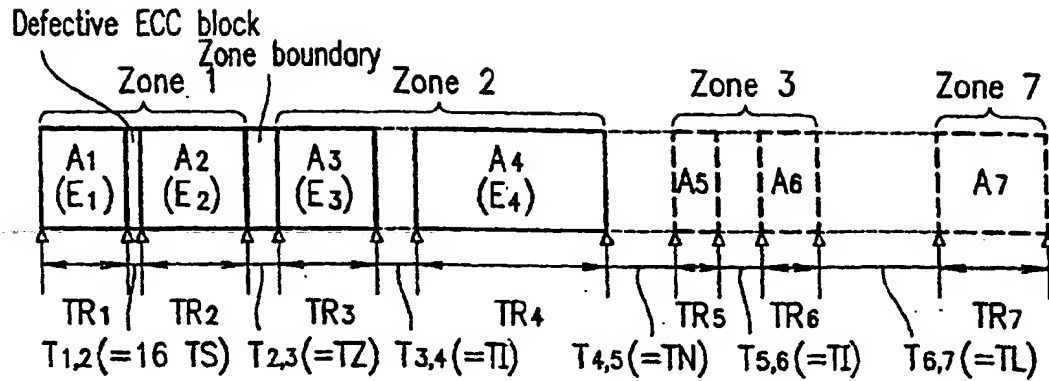 Defective ECC block
Zone boundary
Zone 1 Zone 2 Zone 3 Zone 7
A1 A2 A3 A4 A5 A6 A7
(E1) (E2) (E3) (E4)
TR1 TR2 TR3 TR4 TR5 TR6 TR7
T1,2(=16 TS) T2,3(=TZ) T3,4(=TI) T4,5(=TN) T5,6(=TI) T6,7(=TL)